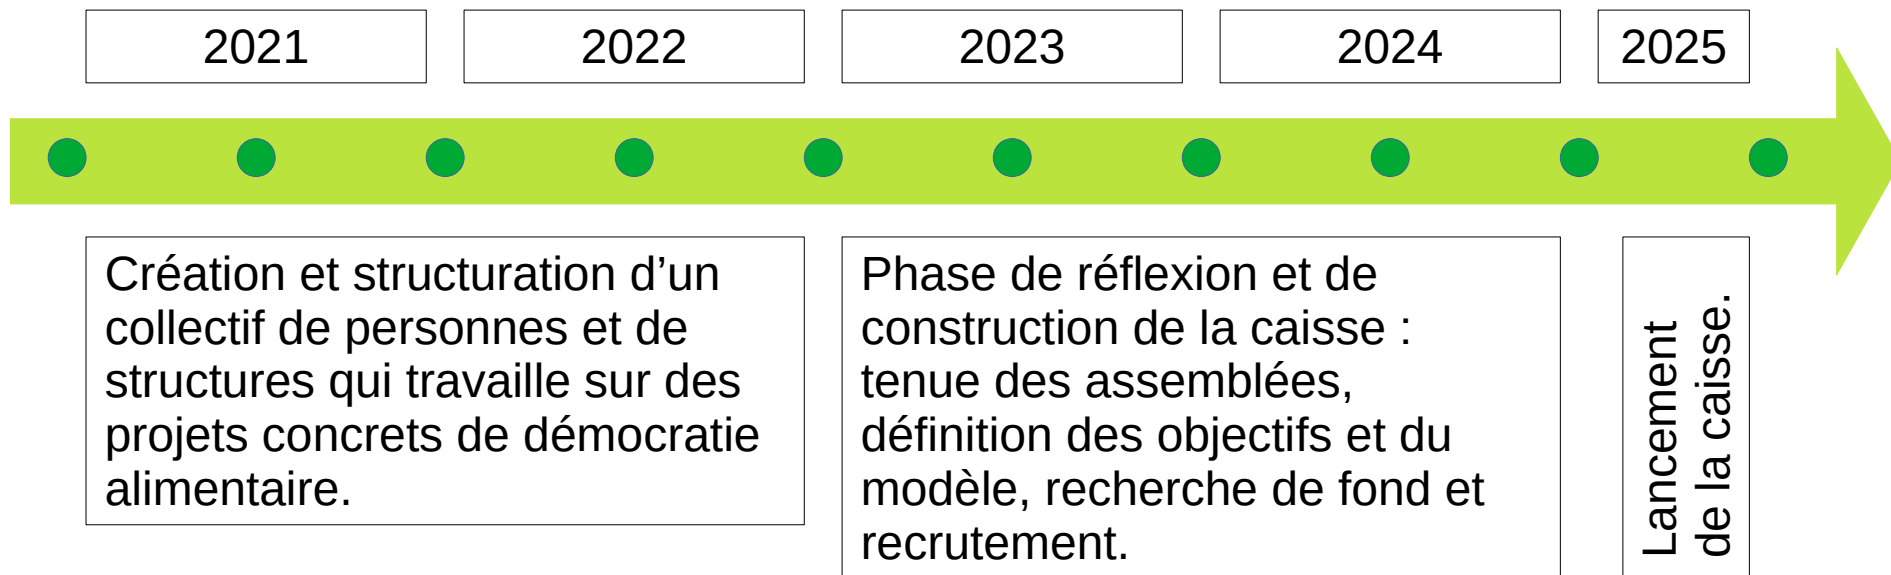 2021
2022
2023
2024
2025
Création et structuration d’un
collectif de personnes et de
structures qui travaille sur des
projets concrets de démocratie
alimentaire.
Phase de réflexion et de
construction de la caisse :
tenue des assemblées,
définition des objectifs et du
modèle, recherche de fond et
recrutement.
Lancement
de la caisse.